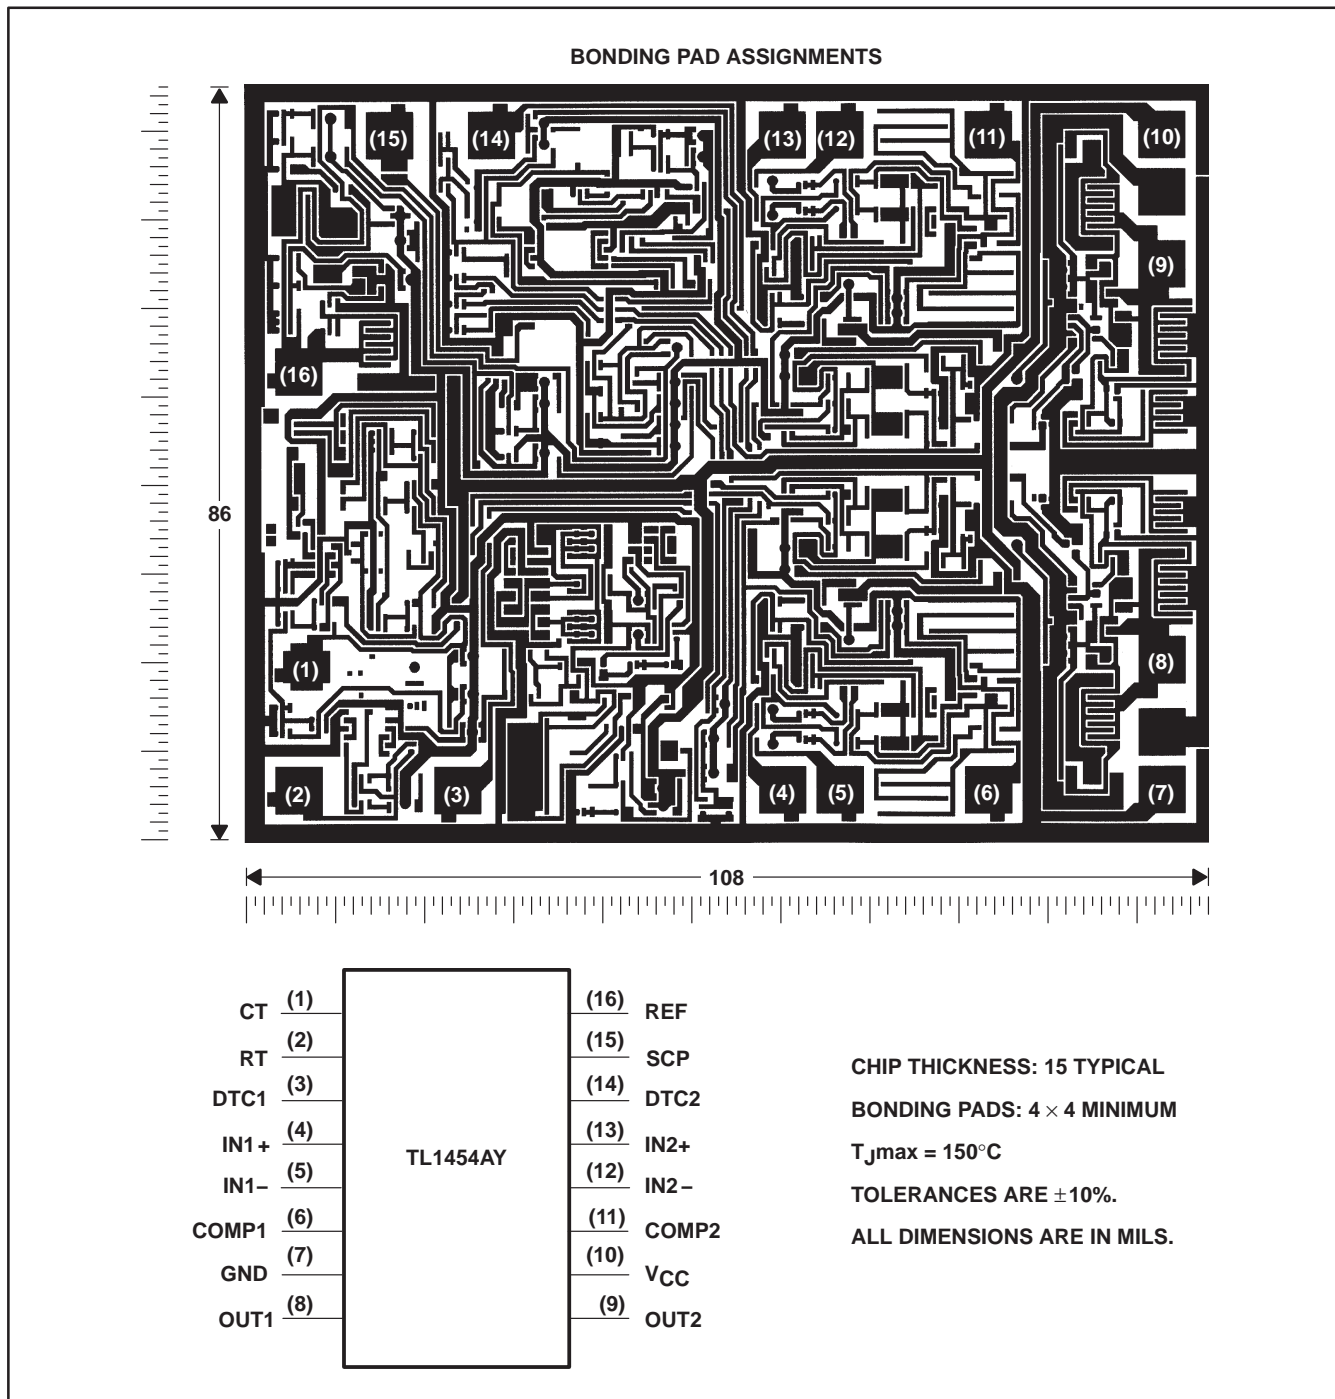 BONDING PAD ASSIGNMENTS
(15) (14) (13) (12) (11) (10)
(9)
(16)
86
(1) (8)
(2) (3) (4) (5) (6) (7)
108
CT (1) (16) REF
RT (2) (15) SCP
DTC1 (3) (14) DTC2
IN1+ (4) (13) IN2+
TL1454AY
IN1− (5) (12) IN2−
COMP1 (6) (11) COMP2
GND (7) (10) VCC
OUT1 (8) (9) OUT2
CHIP THICKNESS: 15 TYPICAL
BONDING PADS: 4 × 4 MINIMUM
TJmax = 150°C
TOLERANCES ARE ±10%.
ALL DIMENSIONS ARE IN MILS.